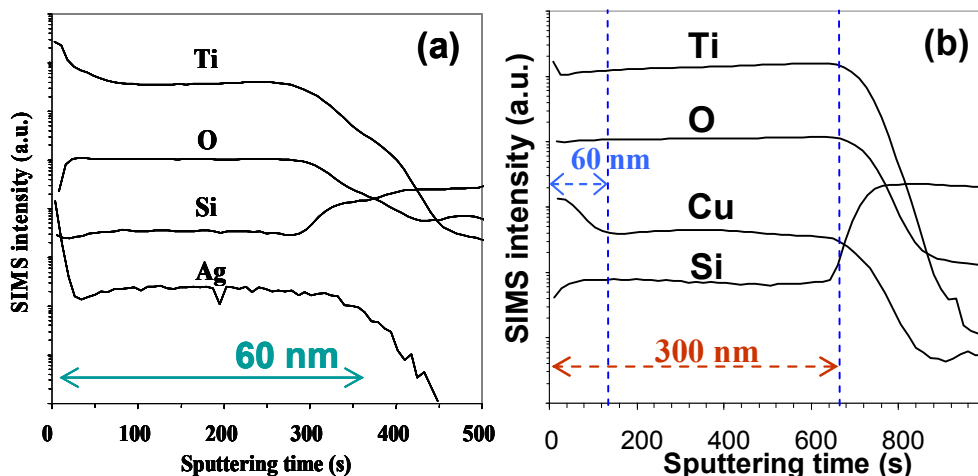 (a)
Ti
O
Si
Ag
60 nm
SIMS intensity (a.u.)
0 100 200 300 400 500
Sputtering time (s)
(b)
Ti
O
60 nm
Cu
Si
300 nm
SIMS intensity (a.u.)
0 200 400 600 800
Sputtering time (s)